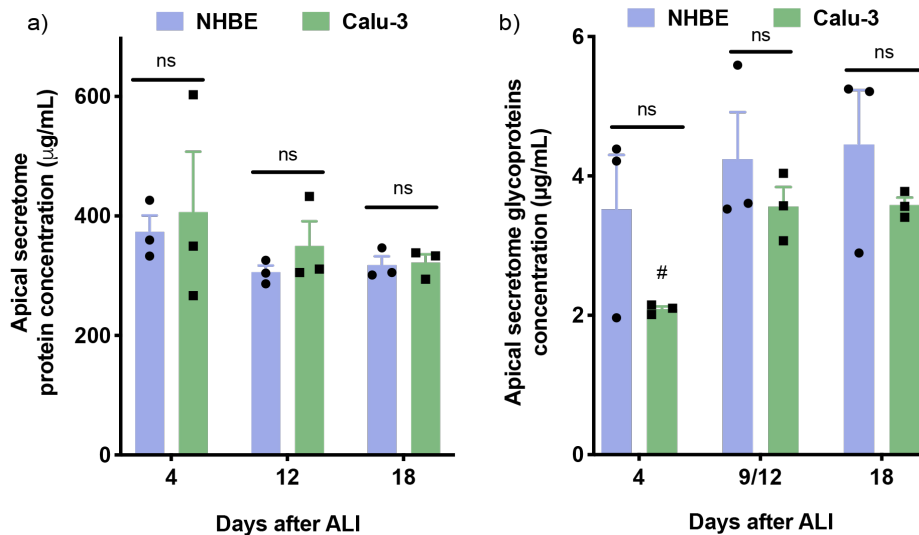 a)
NHBE
Calu-3
ns
ns
ns
600
400
200
0
Apical secretome
protein concentration (µg/mL)
4
12
18
Days after ALI
b)
NHBE
Calu-3
ns
ns
ns
#
6
4
2
0
Apical secretome glycoproteins
concentration (µg/mL)
4
9/12
18
Days after ALI